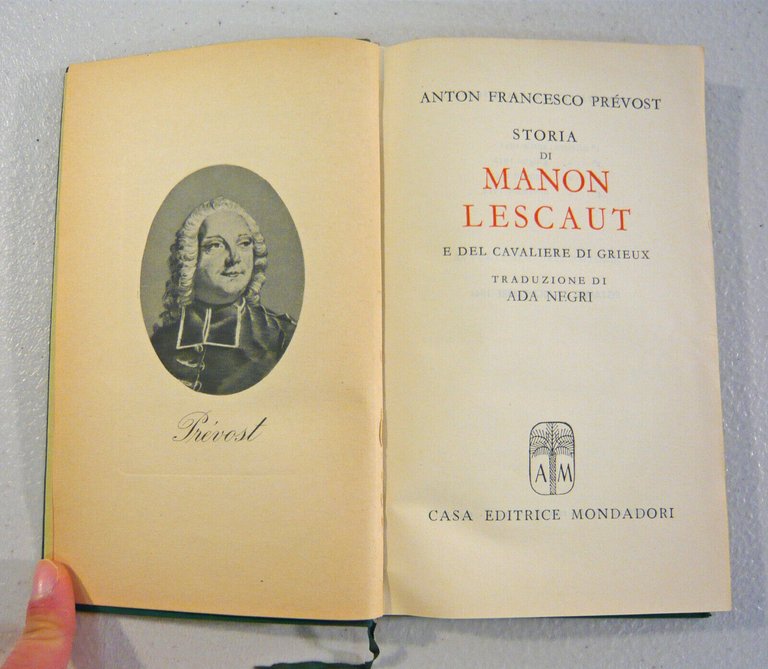 Prévost
ANTON FRANCESCO PRÉVOST
STORIA
DI
MANON
LESCAUT
E DEL CAVALIERE DI GRIEUX
TRADUZIONE DI
ADA NEGRI
A M
CASA EDITRICE MONDADORI